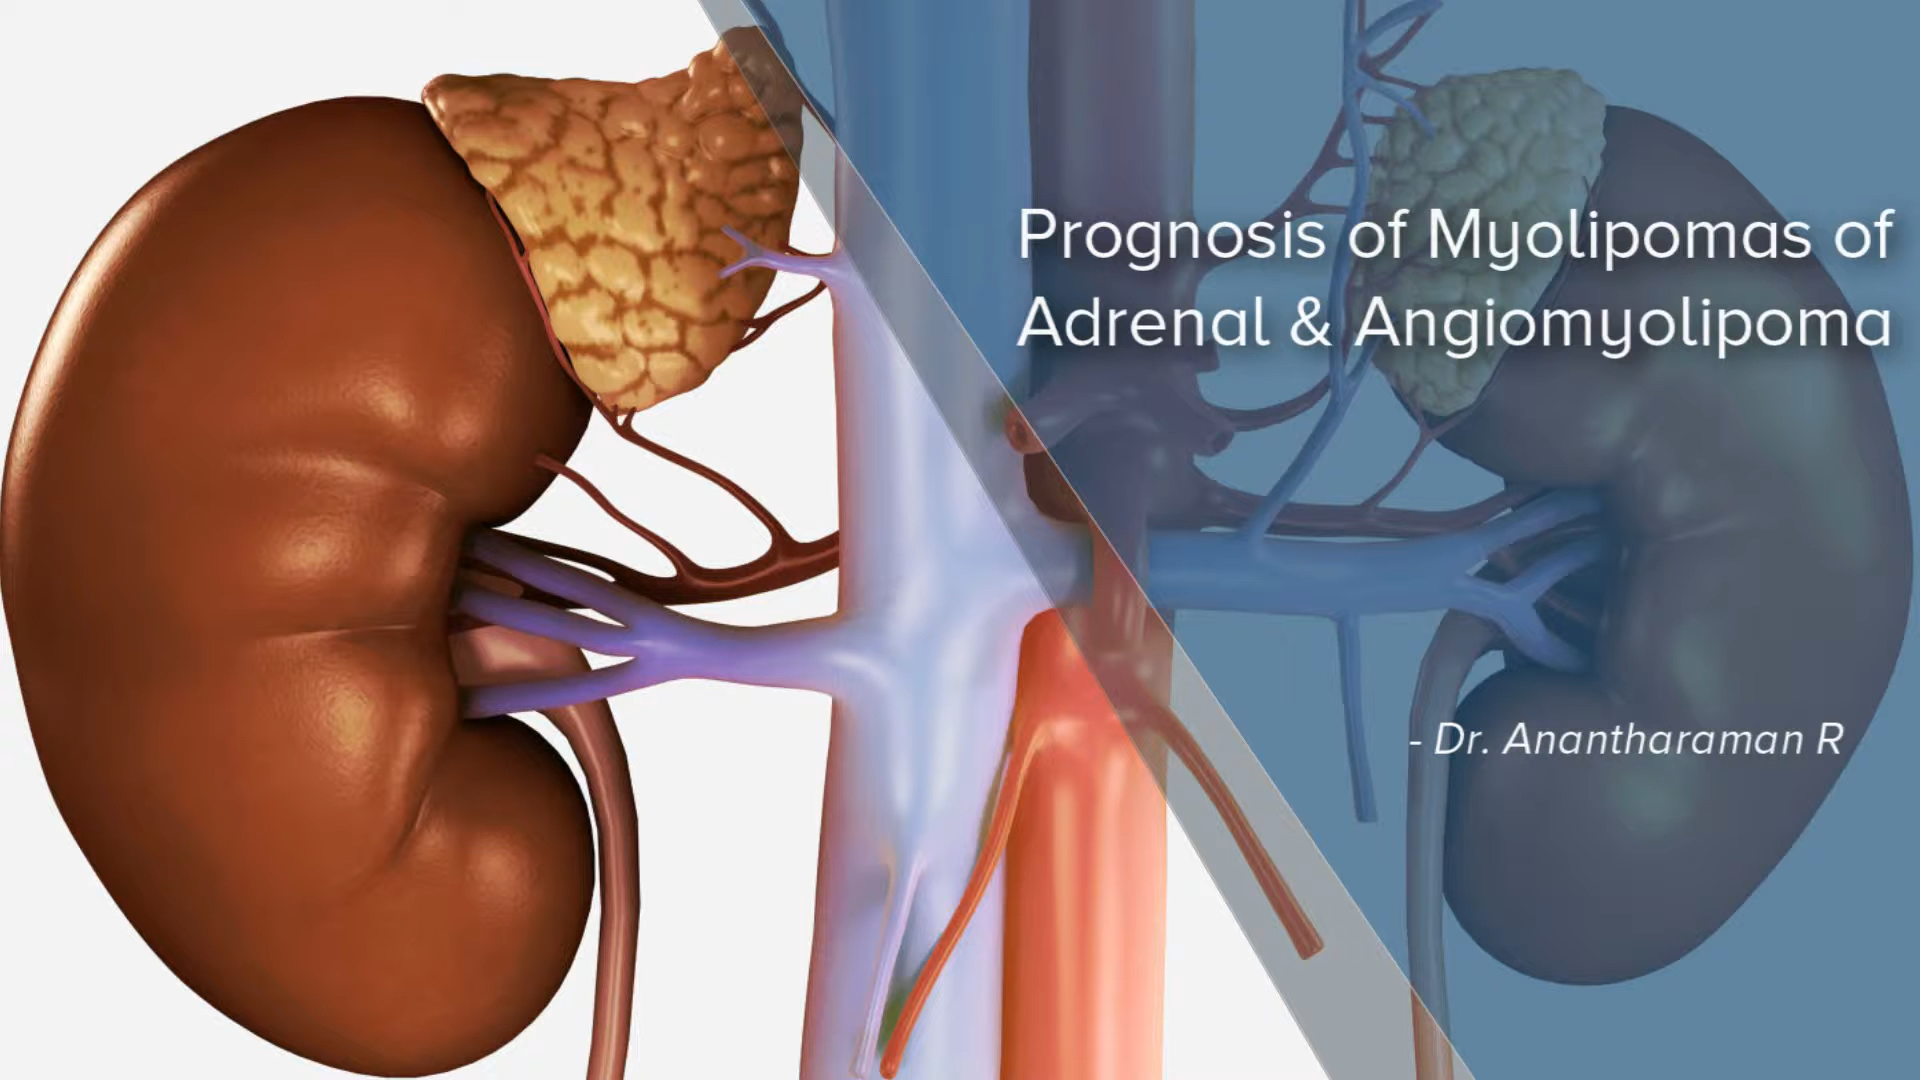 Prognosis of Myolipomas of
Adrenal & Angiomyolipoma
- Dr. Anantharaman R